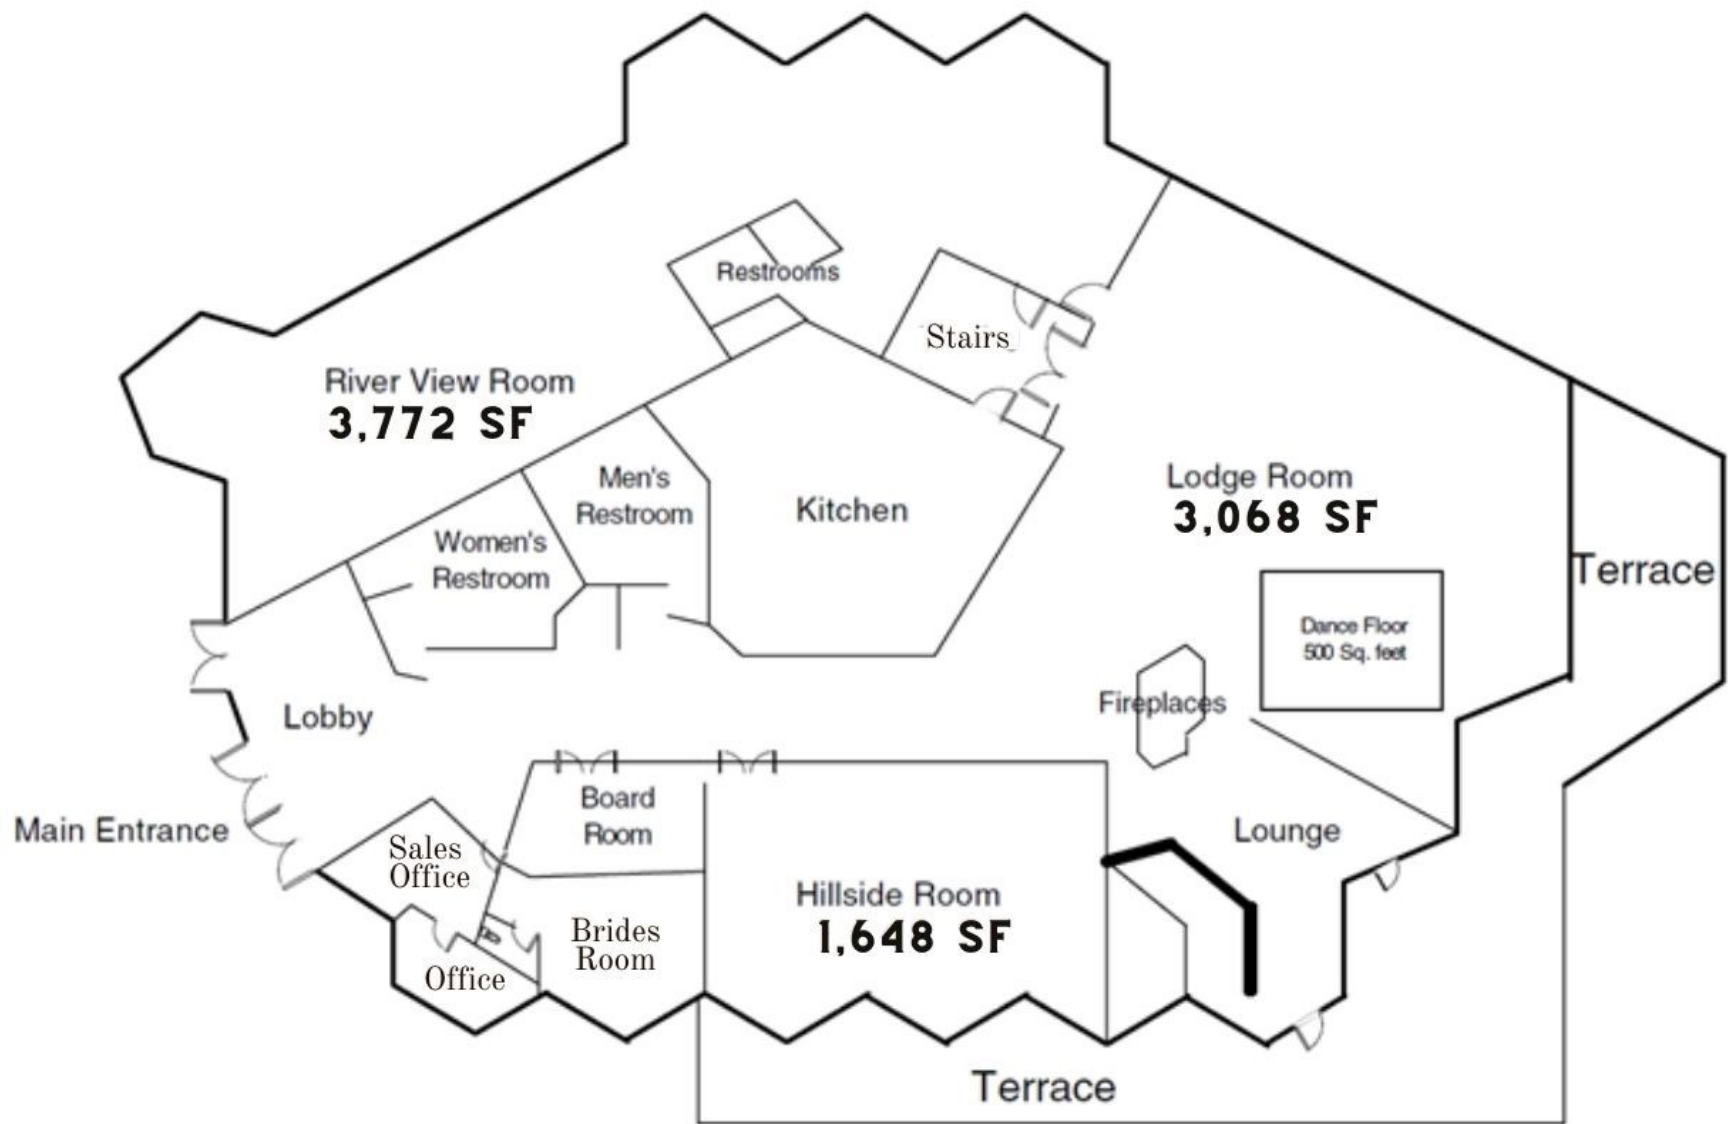 Restrooms
Stairs
River View Room
3,772 SF
Men's
Restroom
Kitchen
Lodge Room
3,068 SF
Women's
Restroom
Terrace
Dance Floor
500 Sq. feet
Fireplaces
Lobby
Board
Room
Main Entrance
Lounge
Sales
Office
Hillside Room
1,648 SF
Brides
Room
Office
Terrace